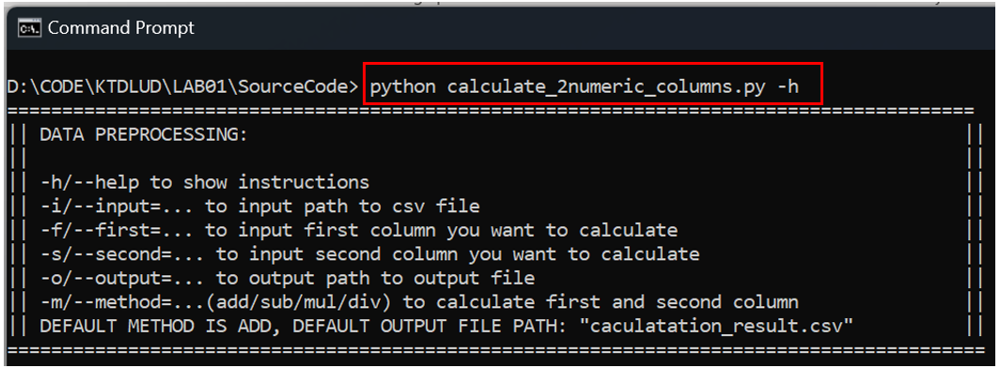 Command Prompt
D:\CODE\KTDLUD\LAB01\SourceCode> python calculate_2numeric_columns.py -h
========================================================================================
|| DATA PREPROCESSING: ||
|| ||
|| -h/--help to show instructions ||
|| -i/--input=... to input path to csv file ||
|| -f/--first=... to input first column you want to calculate ||
|| -s/--second=... to input second column you want to calculate ||
|| -o/--output=... to output path to output file ||
|| -m/--method=...(add/sub/mul/div) to calculate first and second column ||
|| DEFAULT METHOD IS ADD, DEFAULT OUTPUT FILE PATH: "caculatation_result.csv" ||
=========================================================================================